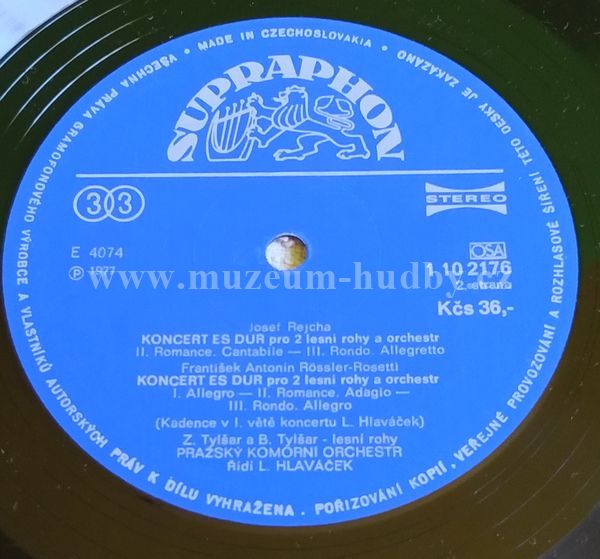 VŠECHNA PRÁVA GRAMOFONOVÉHO VÝROBCE A VLASTNÍKŮ AUTORSKÝCH PRÁV K DÍLU VYHRAŽENA. POŘIZOVÁNÍ KOPIÍ, VEŘEJNÉ PROVOZOVÁNÍ A ROZHLASOVÉ ŠÍŘENÍ TÉTO DESKY JE ZAKÁZÁNO • MADE IN CZECHOSLOVAKIA •
SUPRAPHON
33
STEREO
E 4074
Ⓟ 1977
OSA
1 10 2176
2. strana
Kčs 36,-
www.muzeum-hudby.cz
Josef Rejcha
KONCERT ES DUR pro 2 lesní rohy a orchestr
II. Romance. Cantabile — III. Rondo. Allegretto
František Antonín Rössler-Rosetti
KONCERT ES DUR pro 2 lesní rohy a orchestr
I. Allegro — II. Romance. Adagio —
III. Rondo. Allegro
(Kadence v I. větě koncertu L. Hlaváček)
Z. Tylšar a B. Tylšar - lesní rohy
PRAŽSKÝ KOMORNÍ ORCHESTR
Řídí L. HLAVÁČEK